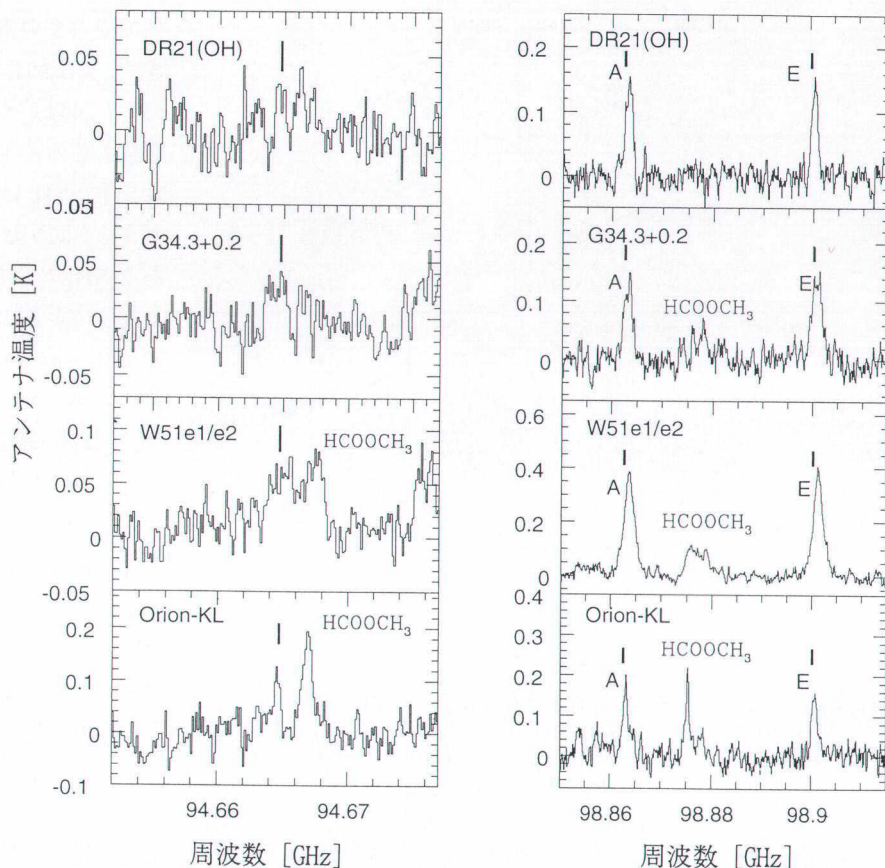 アンテナ温度 [K]
DR21(OH)
0.05
0
-0.05
0.1
G34.3+0.2
0.05
0
-0.05
W51e1/e2
HCOOCH₃
0.1
0.05
0
-0.05
Orion-KL
HCOOCH₃
0.2
0.1
0
-0.1
94.66
94.67
周波数 [GHz]
DR21(OH)
A
E
0.2
0.1
0
G34.3+0.2
A
E
HCOOCH₃
0.2
0.1
0
W51e1/e2
A
E
HCOOCH₃
0.6
0.4
0.2
0
Orion-KL
A
E
HCOOCH₃
0.4
0.3
0.2
0.1
0
98.86
98.88
98.9
周波数 [GHz]